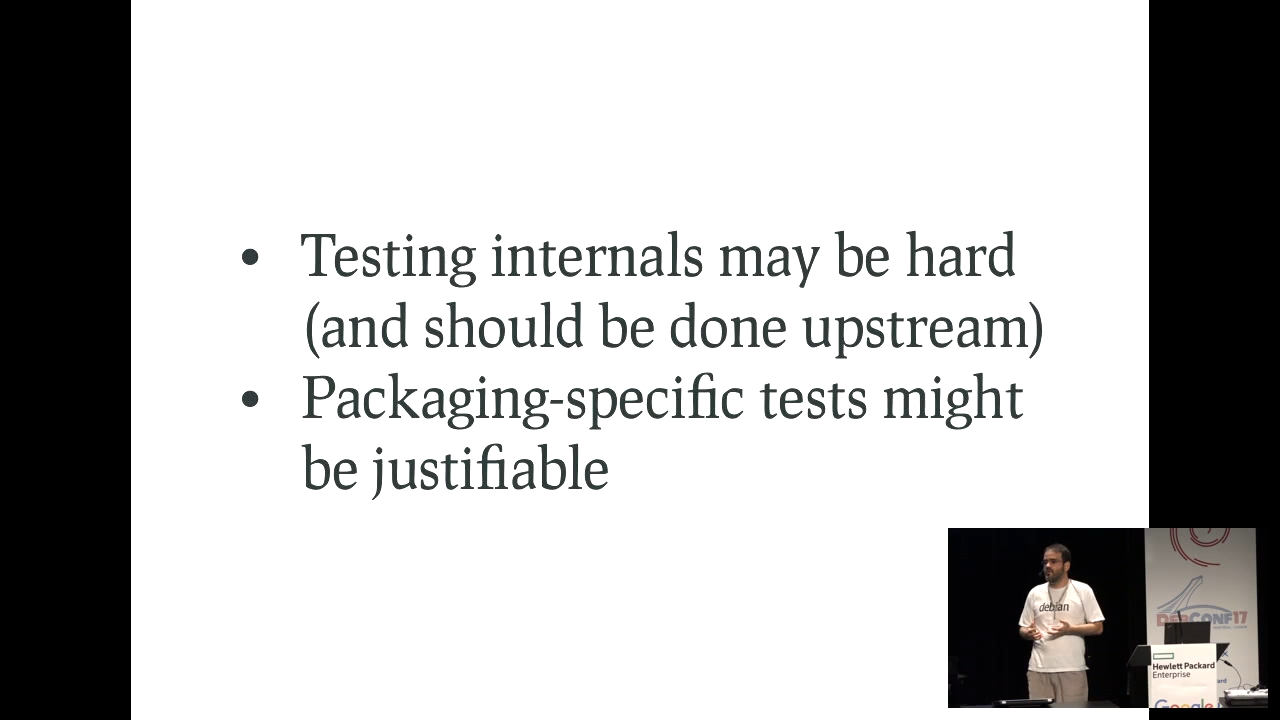 • Testing internals may be hard
(and should be done upstream)
• Packaging-specific tests might
be justifiable
debian
DEBCONF17
Hewlett Packard
Enterprise
Google